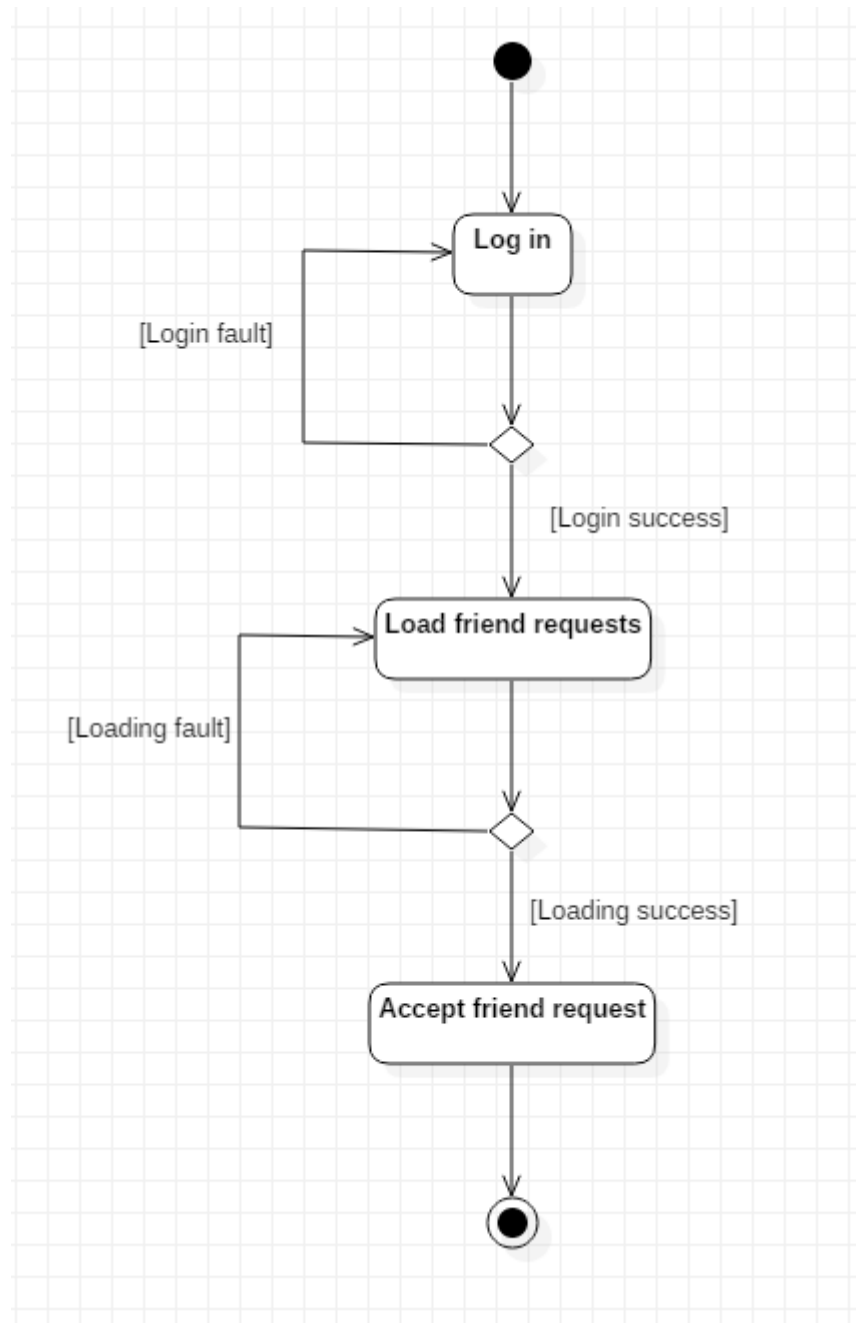 Log in
[Login fault]
[Login success]
Load friend requests
[Loading fault]
[Loading success]
Accept friend request